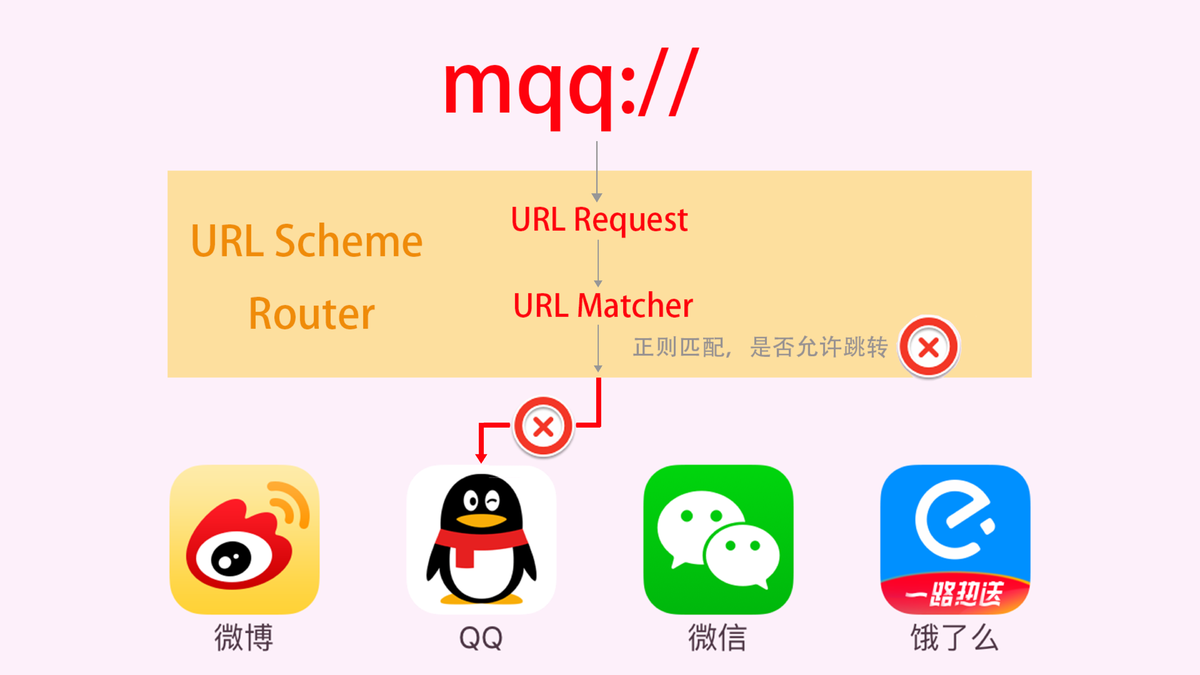 mqq://
URL Scheme
Router
URL Request
URL Matcher
正则匹配，是否允许跳转
一路热送
微博
QQ
微信
饿了么